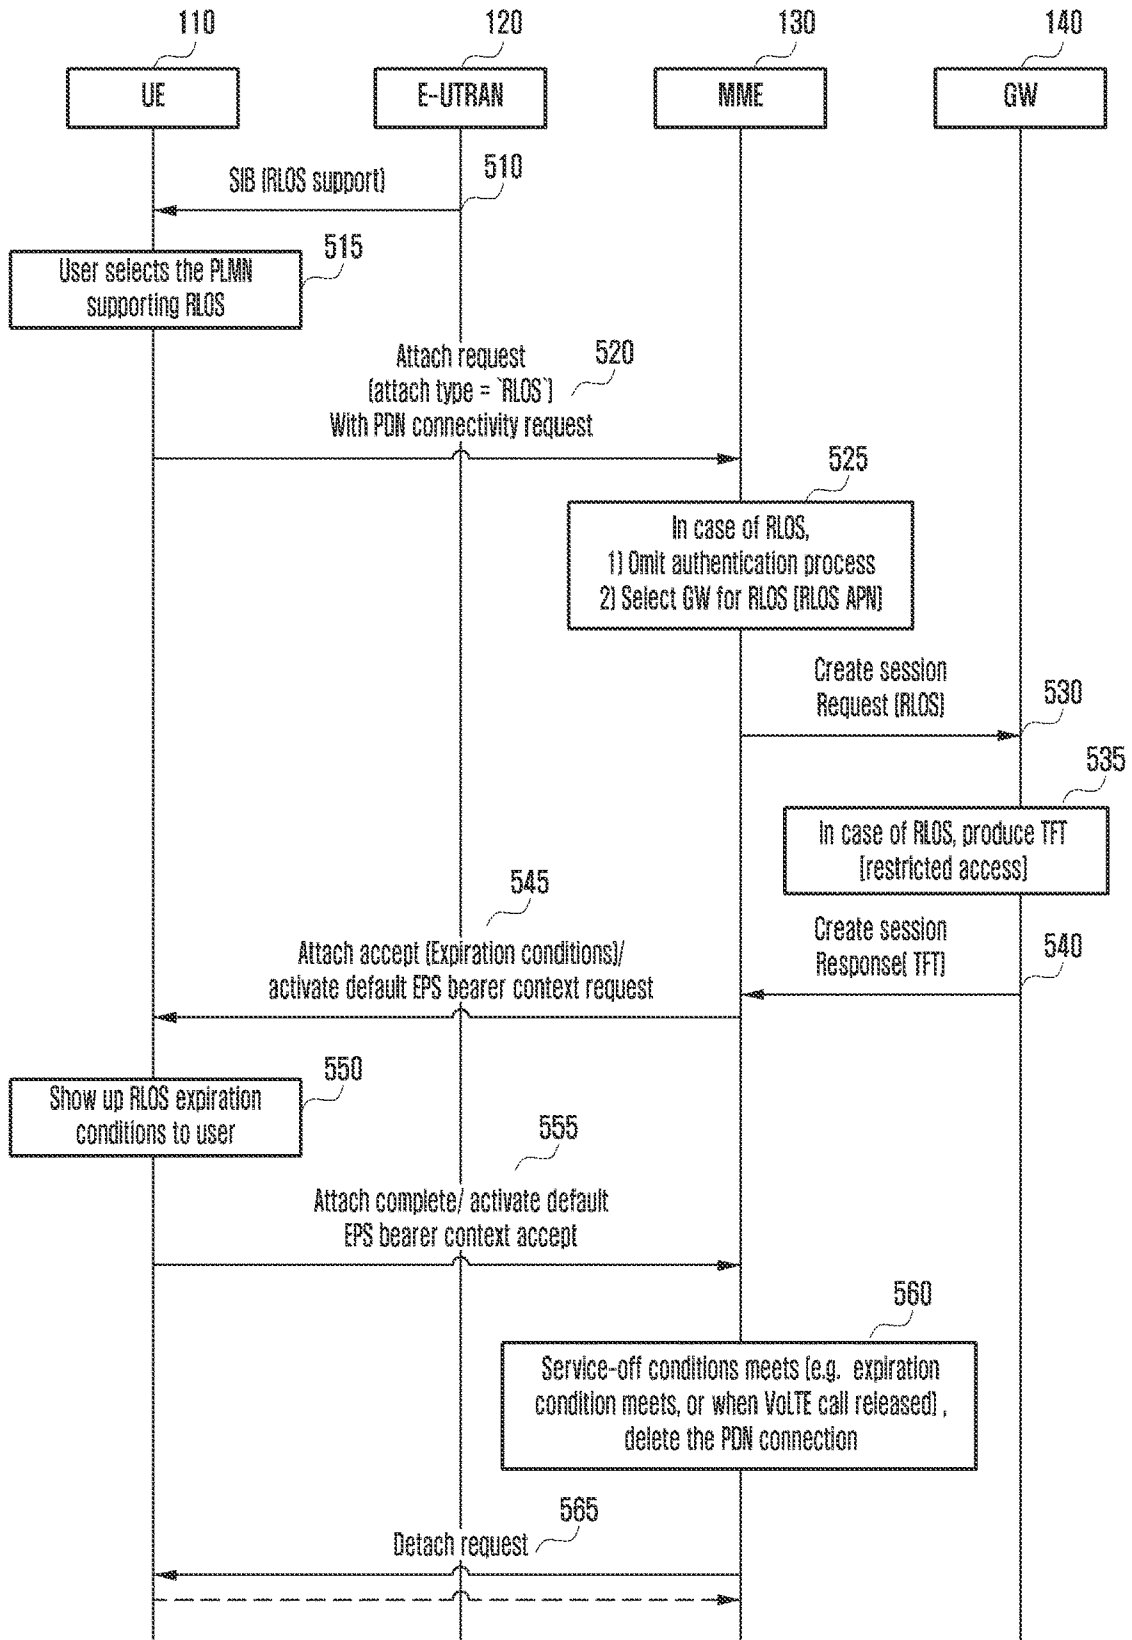 110
120
130
140
UE
E-UTRAN
MME
GW
SIB (RLOS support)
510
515
User selects the PLMN
supporting RLOS
Attach request
(attach type = `RLOS`)
With PDN connectivity request
520
525
In case of RLOS,
1) Omit authentication process
2) Select GW for RLOS (RLOS APN)
Create session
Request (RLOS)
530
535
In case of RLOS, produce TFT
(restricted access)
545
Attach accept (Expiration conditions)/
activate default EPS bearer context request
Create session
Response( TFT)
540
550
Show up RLOS expiration
conditions to user
555
Attach complete/ activate default
EPS bearer context accept
560
Service-off conditions meets (e.g. expiration
condition meets, or when VoLTE call released) ,
delete the PDN connection
565
Detach request